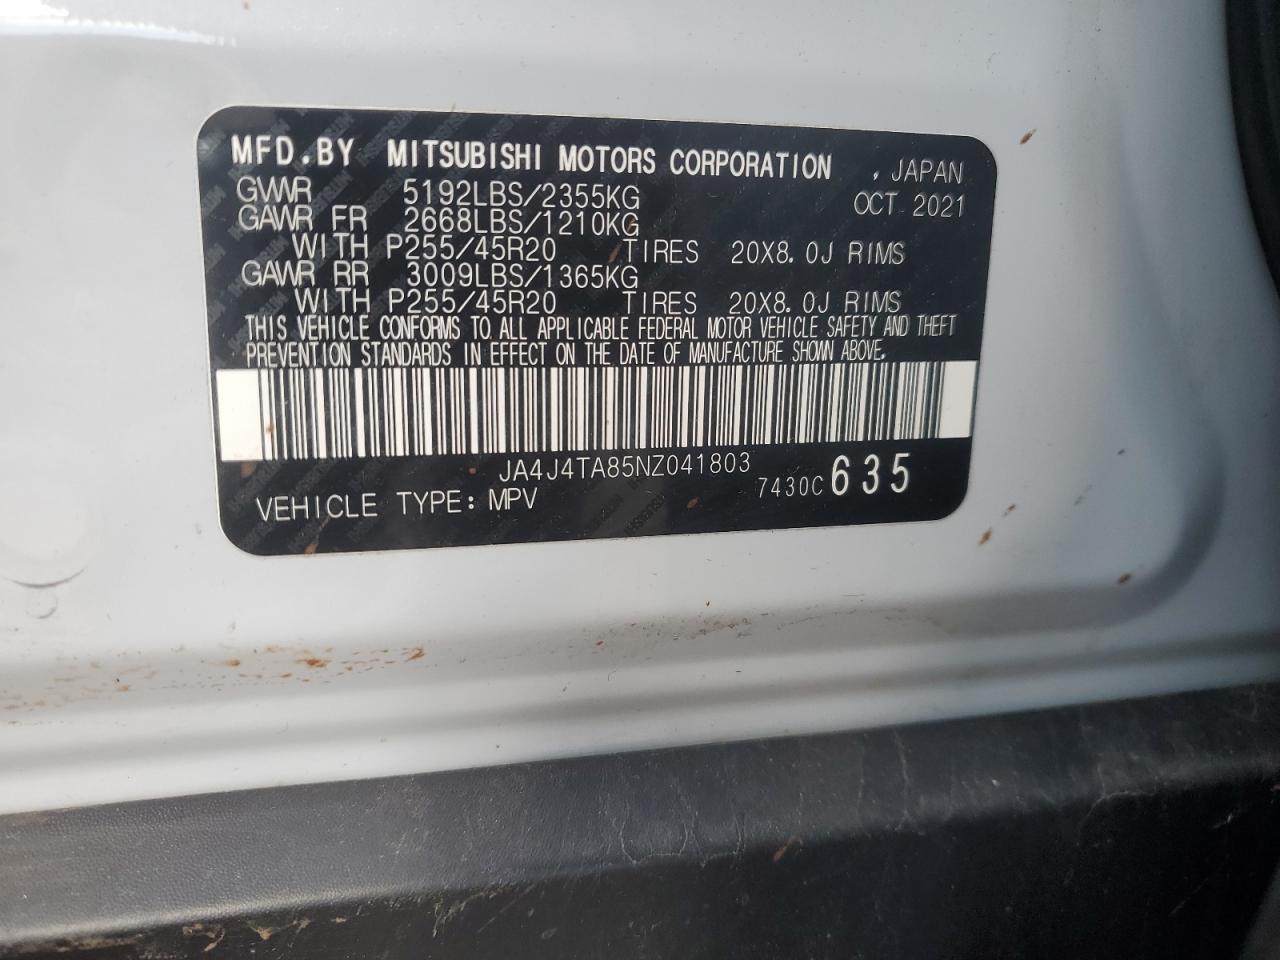 MFD.BY MITSUBISHI MOTORS CORPORATION , JAPAN
GVWR 5192LBS/2355KG OCT 2021
GAWR FR 2668LBS/1210KG
WITH P255/45R20 TIRES 20X8.0J RIMS
GAWR RR 3009LBS/1365KG
WITH P255/45R20 TIRES 20X8.0J RIMS
THIS VEHICLE CONFORMS TO ALL APPLICABLE FEDERAL MOTOR VEHICLE SAFETY AND THEFT
PREVENTION STANDARDS IN EFFECT ON THE DATE OF MANUFACTURE SHOWN ABOVE.
JA4J4TA85NZ041803
VEHICLE TYPE: MPV 7430C 635